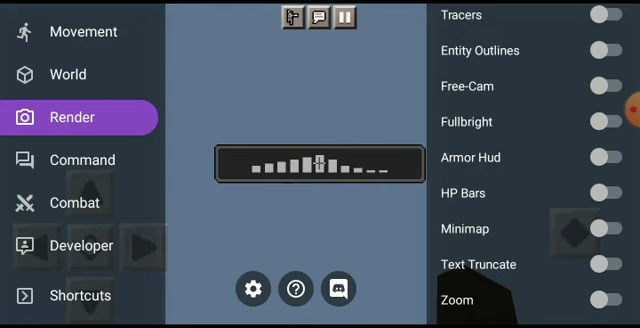 Movement
World
Render
Command
Combat
Developer
Shortcuts
Tracers
Entity Outlines
Free-Cam
Fullbright
Armor Hud
HP Bars
Minimap
Text Truncate
Zoom